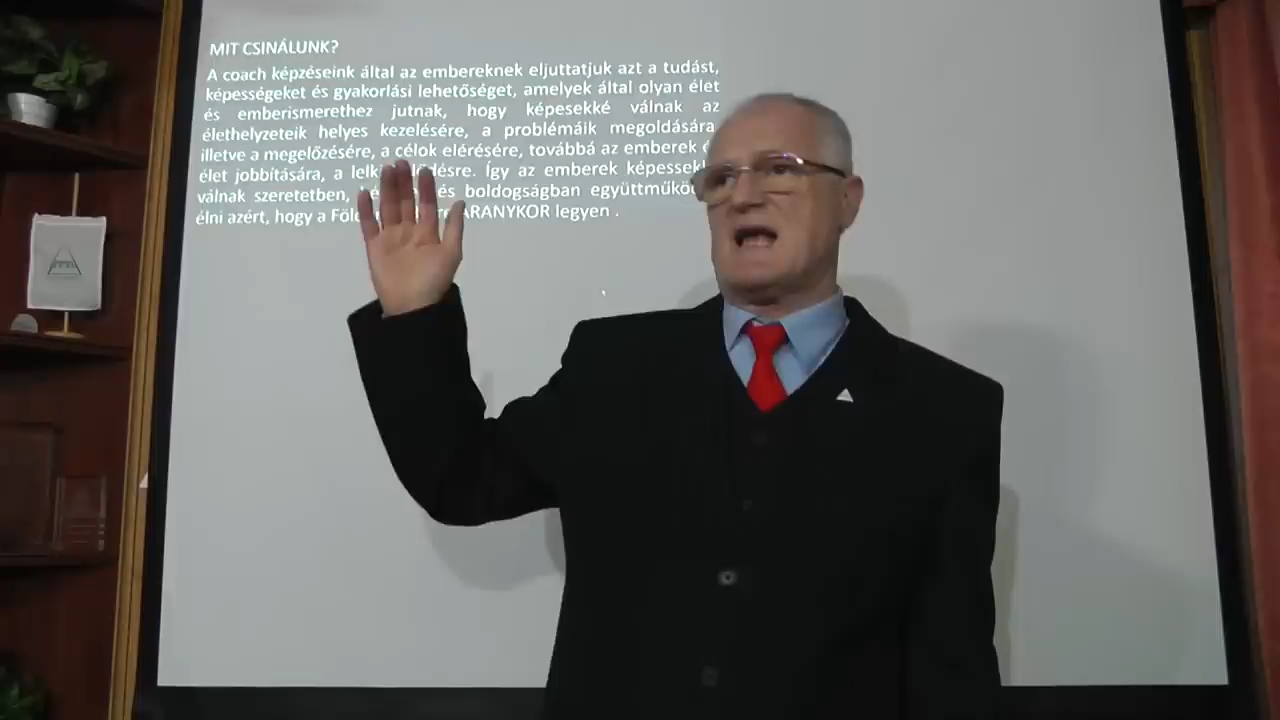 MIT CSINÁLUNK?
A coach képzéseink által az embereknek eljuttatjuk azt a tudást,
képességeket és gyakorlási lehetőséget, amelyek által olyan élet
és emberismerethez jutnak, hogy képesekké válnak az
élethelyzeteik helyes kezelésére, a problémáik megoldására
illetve a megelőzésére, a célok elérésére, továbbá az emberek
élet jobbítására, a Így az emberek
válnak szeretetben, és boldogságban
élni azért, hogy a ARANYKOR legyen .